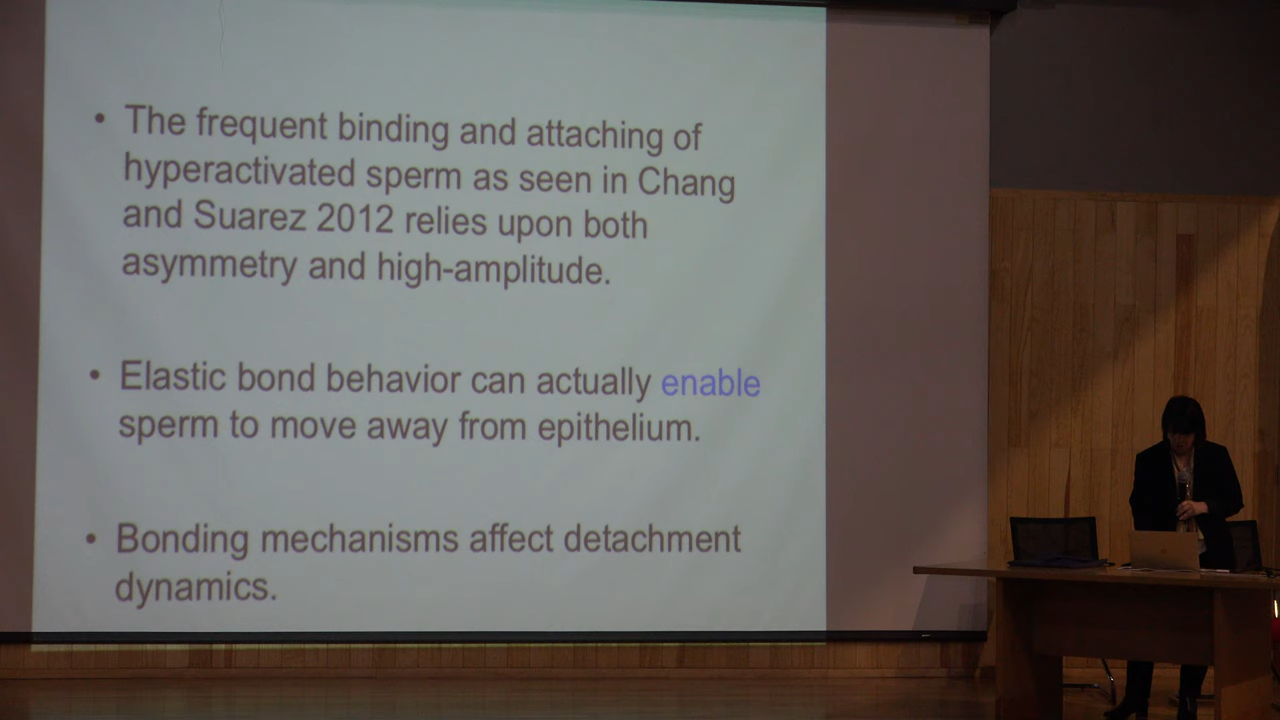 • The frequent binding and attaching of
hyperactivated sperm as seen in Chang
and Suarez 2012 relies upon both
asymmetry and high-amplitude.
• Elastic bond behavior can actually enable
sperm to move away from epithelium.
• Bonding mechanisms affect detachment
dynamics.